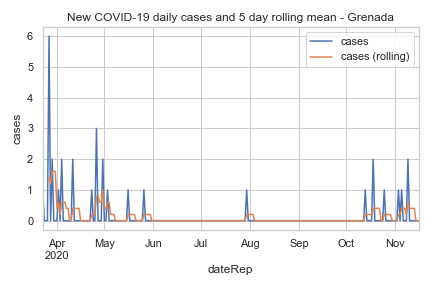 New COVID-19 daily cases and 5 day rolling mean - Grenada
cases
cases (rolling)
6
5
4
3
2
1
0
cases
Apr
2020
May
Jun
Jul
Aug
Sep
Oct
Nov
dateRep